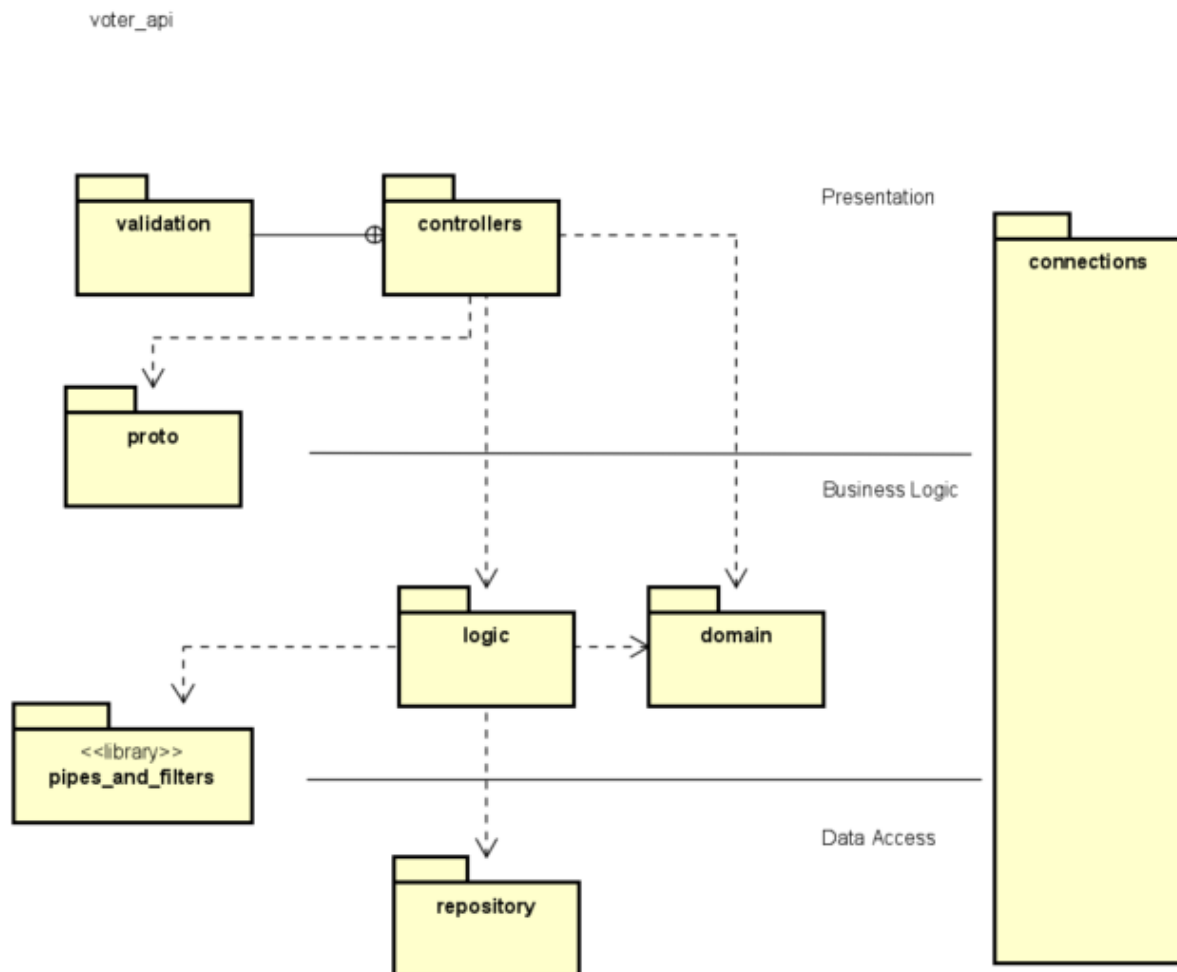 voter_api
validation
controllers
Presentation
connections
proto
Business Logic
logic
domain
<<library>>
pipes_and_filters
Data Access
repository